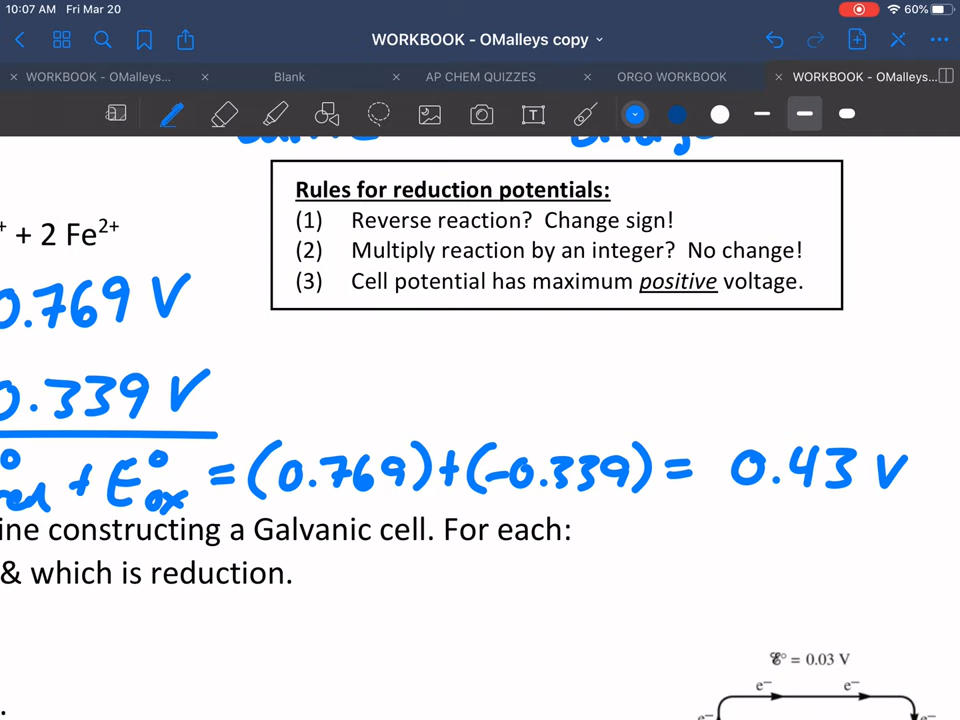 10:07 AM Fri Mar 20
60%
WORKBOOK - OMalleys copy
WORKBOOK - OMalleys...
Blank
AP CHEM QUIZZES
ORGO WORKBOOK
WORKBOOK - OMalleys...
T
Rules for reduction potentials:
(1) Reverse reaction? Change sign!
(2) Multiply reaction by an integer? No change!
(3) Cell potential has maximum positive voltage.
⁺ + 2 Fe²⁺
0.769 V
0.339 V
°red + E°ox = (0.769) + (-0.339) = 0.43 V
ine constructing a Galvanic cell. For each:
& which is reduction.
ℰ° = 0.03 V
e⁻ e⁻
e⁻ e⁻